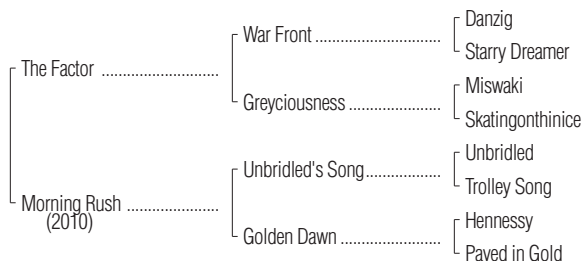 Danzig
War Front ........................................
Starry Dreamer
The Factor ........................................
Miswaki
Greyciousness ..............................
Skatingonthinice
Unbridled
Unbridled's Song........................
Trolley Song
Morning Rush ..............................
(2010)
Hennessy
Golden Dawn ................................
Paved in Gold